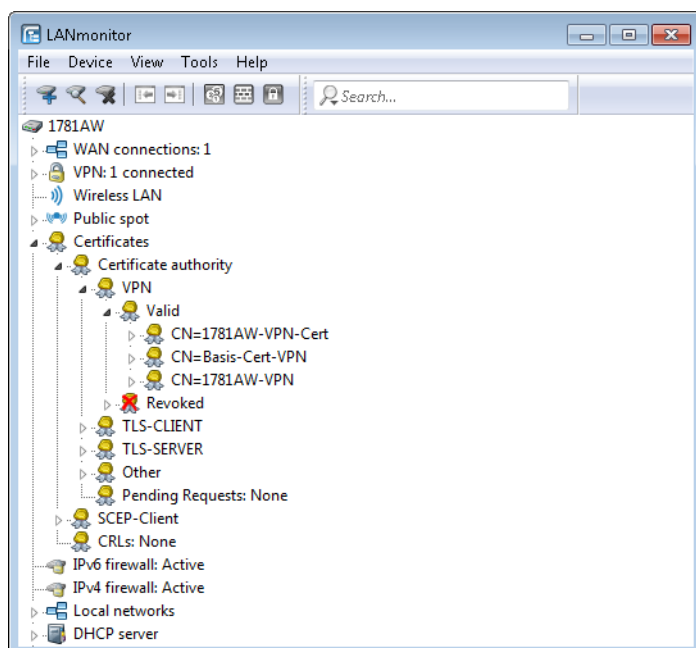 LANmonitor
File Device View Tools Help
Search...
1781AW
WAN connections: 1
VPN: 1 connected
Wireless LAN
Public spot
Certificates
Certificate authority
VPN
Valid
CN=1781AW-VPN-Cert
CN=Basis-Cert-VPN
CN=1781AW-VPN
Revoked
TLS-CLIENT
TLS-SERVER
Other
Pending Requests: None
SCEP-Client
CRLs: None
IPv6 firewall: Active
IPv4 firewall: Active
Local networks
DHCP server